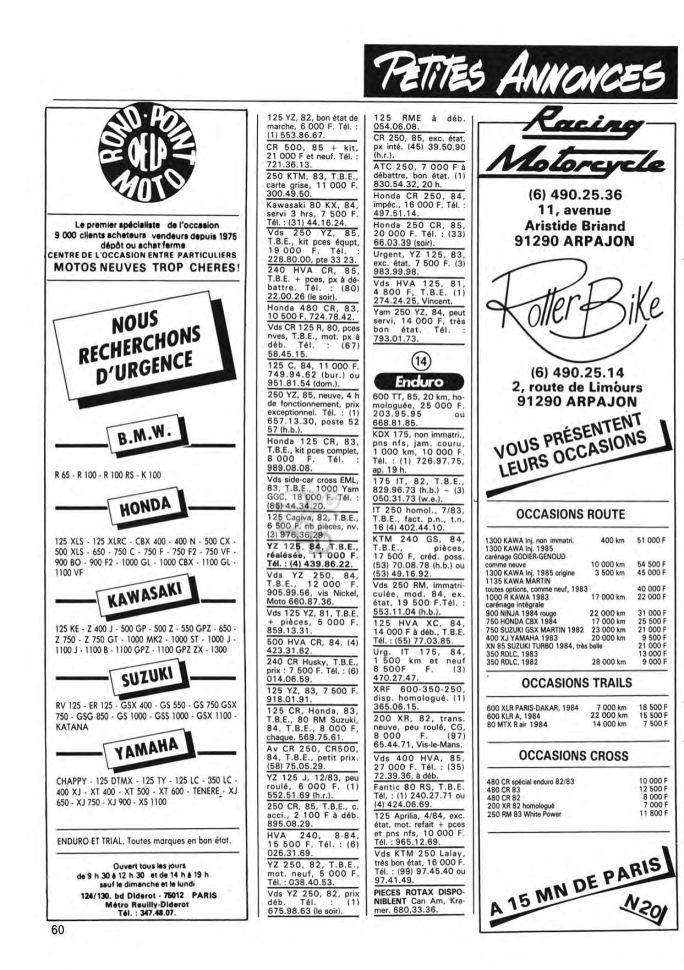 PETITES ANNONCES
ROND-POINT
DE LA
MOTO
Le premier spécialiste de l'occasion
9 000 clients acheteurs vendeurs depuis 1975
dépôt ou achat ferme
CENTRE DE L'OCCASION ENTRE PARTICULIERS
MOTOS NEUVES TROP CHERES!
NOUS
RECHERCHONS
D'URGENCE
B.M.W.
R 65 - R 100 - R 100 RS - K 100
HONDA
125 XLS - 125 XLRC - CBX 400 - 400 N - 500 CX -
500 XLS - 650 - 750 C - 750 F - 750 F2 - 750 VF -
900 BO - 900 F2 - 1000 GL - 1000 CBX - 1100 GL -
1100 VF
KAWASAKI
125 KE - Z 400 J - 500 GP - 500 Z - 550 GPZ - 650 -
Z 750 - Z 750 GT - 1000 MK2 - 1000 ST - 1000 J -
1100 J - 1100 B - 1100 GPZ - 1100 GPZ ZX - 1300
SUZUKI
RV 125 - ER 125 - GSX 400 - GS 550 - GS 750 GSX
750 - GSG 850 - GS 1000 - GSS 1000 - GSX 1100 -
KATANA
YAMAHA
CHAPPY - 125 DTMX - 125 TY - 125 LC - 350 LC -
400 XJ - XT 400 - XT 500 - XT 600 - TENERE - XJ
650 - XJ 750 - XJ 900 - XS 1100
ENDURO ET TRIAL. Toutes marques en bon état.
Ouvert tous les jours
de 9 h 30 à 12 h 30 et de 14 h à 19 h
sauf le dimanche et le lundi
124/130, bd Diderot - 75012 PARIS
Métro Reuilly-Diderot
Tél. : 347.48.07.
60
125 YZ, 82, bon état de
marche, 6 000 F. Tél. :
(1) 553.86.67.
CR 500, 85 + kit,
21 000 F et neuf. Tél. :
721.36.13.
250 KTM, 83, T.B.E.,
carte grise, 11 000 F.
300.49.50.
Kawasaki 80 KX, 84,
servi 3 hrs, 7 500 F.
Tél. : (31) 44.16.24.
Vds 250 YZ, 85,
T.B.E., kit pces équpt,
19 000 F. Tél. :
228.80.00, pte 33 23.
240 HVA CR, 85,
T.B.E. + pces, px à dé-
battre. Tél. : (80)
22.00.26 (le soir).
Honda 480 CR, 83,
10 500 F. 724.78.42.
Vds CR 125 R, 80, pces
nves, T.B.E., mot. px à
déb. Tél. : (67)
58.45.15.
125 C, 84, 11 000 F.
749.94.62 (bur.) ou
951.81.54 (dom.).
250 YZ, 85, neuve, 4 h
de fonctionnement, prix
exceptionnel. Tél. : (1)
657.13.30, poste 52
57 (h.b.).
Honda 125 CR, 83,
T.B.E., kit pces complet,
8 000 F. Tél. :
989.08.08.
Vds side-car cross EML,
83, T.B.E., 1000 Yam
GGC, 18 000 F. Tél. :
(85) 44.34.20.
125 Cagiva, 82, T.B.E.,
6 500 F. nb pièces, nv.
(3) 976.36.29.
YZ 125, 84, T.B.E.,
réalésée, 11 000 F.
Tél. : (4) 439.86.22.
Vds YZ 250, 84,
T.B.E., 12 000 F.
905.99.56, vis Nickel,
Moto 660.87.36.
Vds 125 YZ, 81, T.B.E.
+ pièces, 5 000 F.
859.13.31.
500 HVA CR, 84. (4)
423.31.62.
240 CR Husky, T.B.E.,
prix : 7 500 F. Tél. : (6)
014.06.59.
125 YZ, 83, 7 500 F.
918.01.91.
125 CR, Honda, 83,
T.B.E., 80 RM Suzuki,
84, T.B.E., 8 000 F,
chaque. 569.75.61.
Av CR 250, CR500,
84, T.B.E., petit prix.
(58) 75.05.29.
YZ 125 J, 12/83, peu
roulé, 6 000 F. (1)
552.51.69 (h.r.).
250 CR, 85, T.B.E., c.
acci., 2 100 F à déb.
895.08.29.
HVA 240, 8-84,
15 500 F. Tél. : (6)
026.31.69.
YZ 250, 82, T.B.E.,
mot. neuf, 5 000 F.
Tél. : 038.40.53.
Vds YZ 250, 82, prix
déb. Tél. : (1)
675.98.63 (le soir).
125 RME à déb.
054.06.08.
CR 250, 85, exc. état,
px inté. (45) 39.50.90
(h.r.).
ATC 250, 7 000 F à
débattre, bon état. (1)
830.54.32, 20 h.
Honda CR 250, 84,
impéc., 16 000 F. Tél. :
497.51.14.
Honda 250 CR, 85,
20 000 F. Tél. : (33)
66.03.39 (soir).
Urgent, YZ 125, 83,
exc. état, 7 500 F. (3)
983.99.98.
Vds HVA 125, 81,
4 800 F, T.B.E. (1)
274.24.25, Vincent.
Yam 250 YZ, 84, peut
servi, 14 000 F, très
bon état. Tél. :
793.01.73.
14
Enduro
600 TT, 85, 20 km, ho-
mologuée, 25 000 F.
203.95.95 ou
668.81.85.
KDX 175, non immatri.,
pns nfs, jam. couru,
1 000 km, 10 000 F.
Tél. : (1) 726.97.75,
ap. 19 h.
175 IT, 82, T.B.E.,
829.96.73 (h.b.) – (3)
050.31.73 (w.e.).
IT 250 homol., 7/83,
T.B.E., fact. p.n., t.n.
16 (4) 402.44.10.
KTM 240 GS, 84,
T.B.E., pièces,
17 500 F, créd. poss.
(53) 70.08.78 (h.b.) ou
(53) 49.16.92.
Vds 250 RM, immatri-
culée, mod. 84, ex.
état, 19 500 F.Tél. :
553.11.04 (h.b.).
125 HVA XC, 84,
14 000 F à déb., T.B.E.
Tél. : (55) 77.03.85.
Urg. IT 175, 84,
1 500 km et neuf
8 500F. (3)
470.27.47.
XRF 600-350-250,
disp. homologué. (1)
365.06.15.
200 XR, 82, trans.
neuve, peu roulé, CG,
8 000 F. (97)
65.44.71, Vis-le-Mans.
Vds 400 HVA, 85,
27 000 F. Tél. : (35)
72.39.36, à déb.
Fantic 80 RS, T.B.E.
Tél. : (1) 240.27.71 ou
(4) 424.06.69.
125 Aprilia, 4/84, exc.
état, mot. refait + pces
et pns nfs, 10 000 F.
Tél. : 965.12.69.
Vds KTM 250 Lalay,
très bon état, 16 000 F.
Tél. : (99) 97.45.40 ou
97.41.49.
PIECES ROTAX DISPO-
NIBLENT Can Am, Kra-
mer. 680.33.36.
Racing
Motorcycle
(6) 490.25.36
11, avenue
Aristide Briand
91290 ARPAJON
Roller Bike
(6) 490.25.14
2, route de Limours
91290 ARPAJON
VOUS PRÉSENTENT
LEURS OCCASIONS
OCCASIONS ROUTE
1300 KAWA Inj. non immatri. 400 km 51 000 F
1300 KAWA Inj. 1985
carénage GODIER-GENOUD
comme neuve 10 000 km 54 500 F
1300 KAWA Inj. 1985 origine 3 500 km 45 000 F
1135 KAWA MARTIN
toutes options, comme neuf, 1983 40 000 F
1000 R KAWA 1983 17 000 km 22 000 F
carénage intégrale
900 NINJA 1984 rouge 22 000 km 31 000 F
750 HONDA CBX 1984 17 000 km 25 500 F
750 SUZUKI GSX MARTIN 1982 23 000 km 21 000 F
400 XJ YAMAHA 1983 20 000 km 9 500 F
XN 85 SUZUKI TURBO 1984, très belle 21 000 F
350 RDLC, 1983 13 000 F
350 RDLC, 1982 28 000 km 9 000 F
OCCASIONS TRAILS
600 XLR PARIS-DAKAR, 1984 7 000 km 18 500 F
600 KLR A, 1984 22 000 km 15 500 F
80 MTX R air 1984 14 000 km 7 500 F
OCCASIONS CROSS
480 CR spécial enduro 82/83 10 000 F
480 CR 83 12 500 F
480 CR 82 8 000 F
200 XR 82 homologué 7 000 F
250 RM 83 White Power 11 800 F
A 15 MN DE PARIS
N20